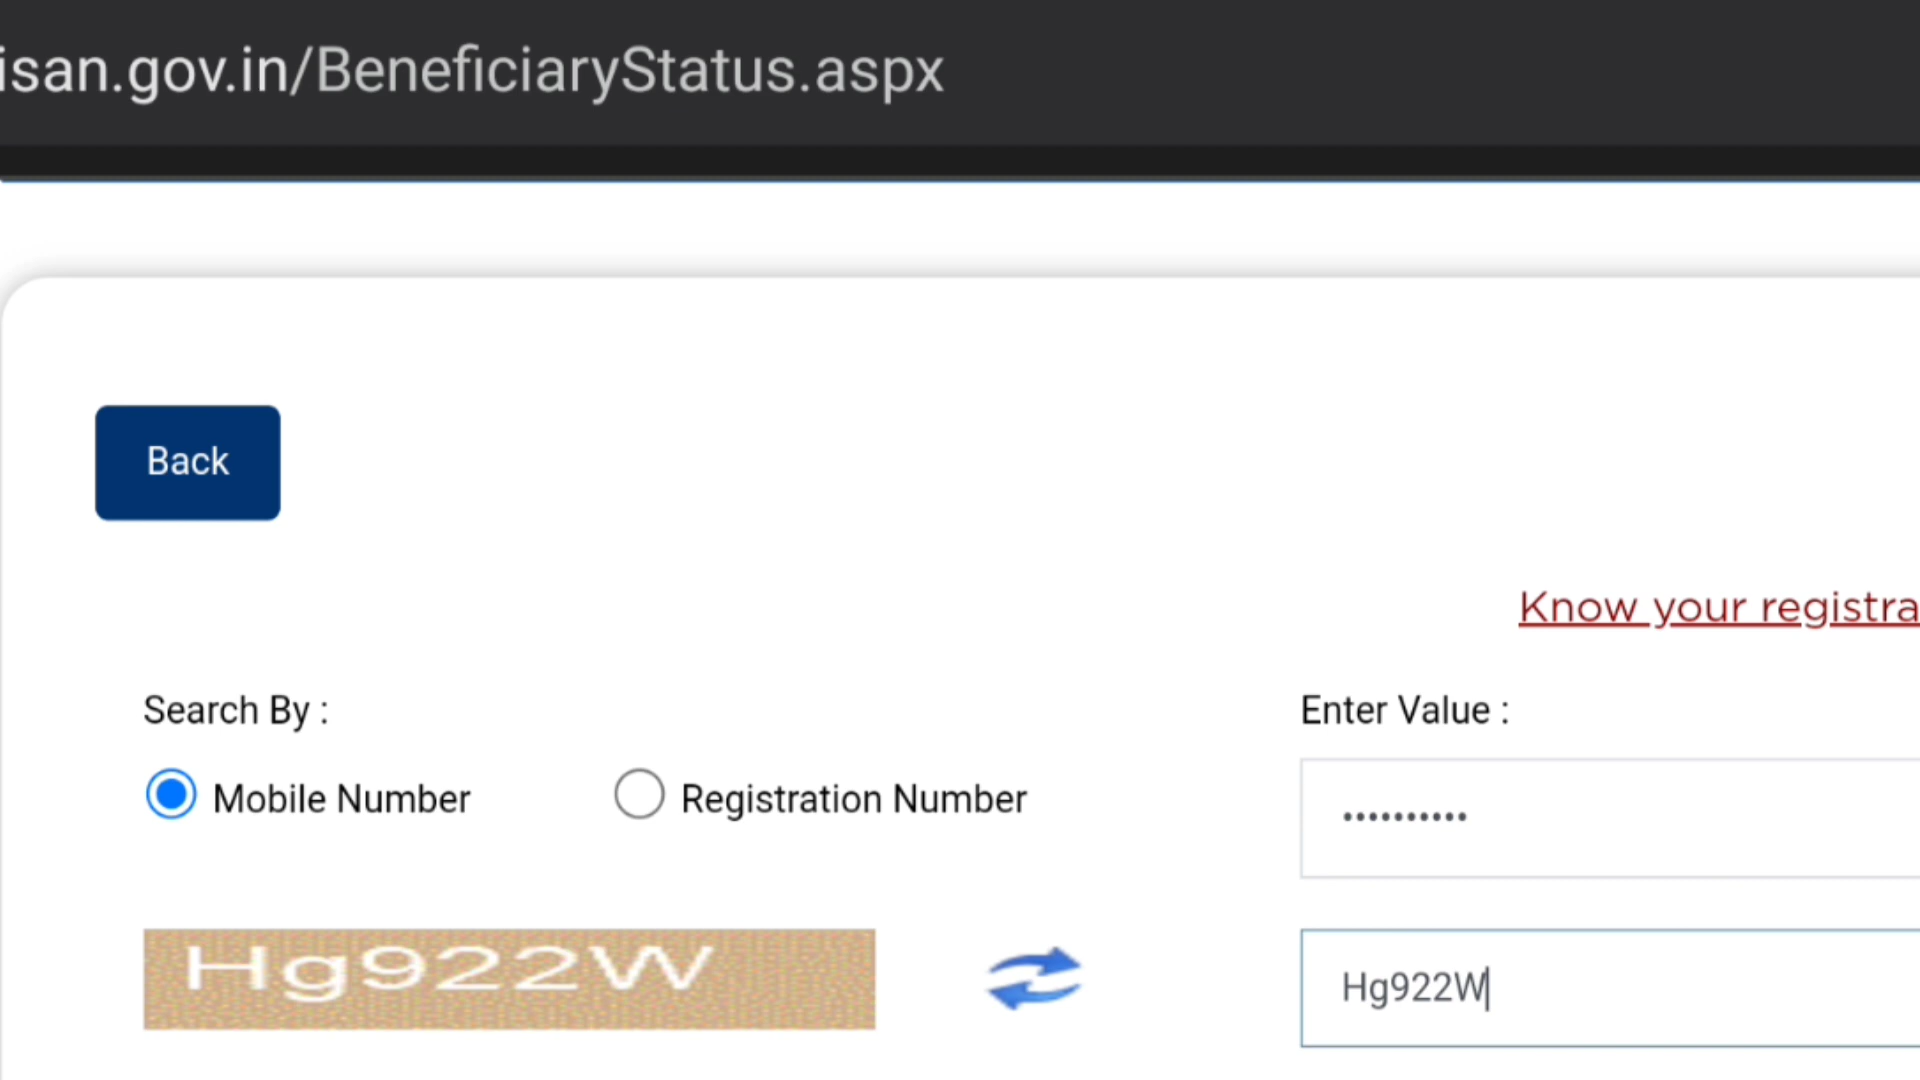 isan.gov.in/BeneficiaryStatus.aspx
Back
Know your registra
Search By :
Enter Value :
Mobile Number
Registration Number
••••••••••
Hg922W
Hg922W